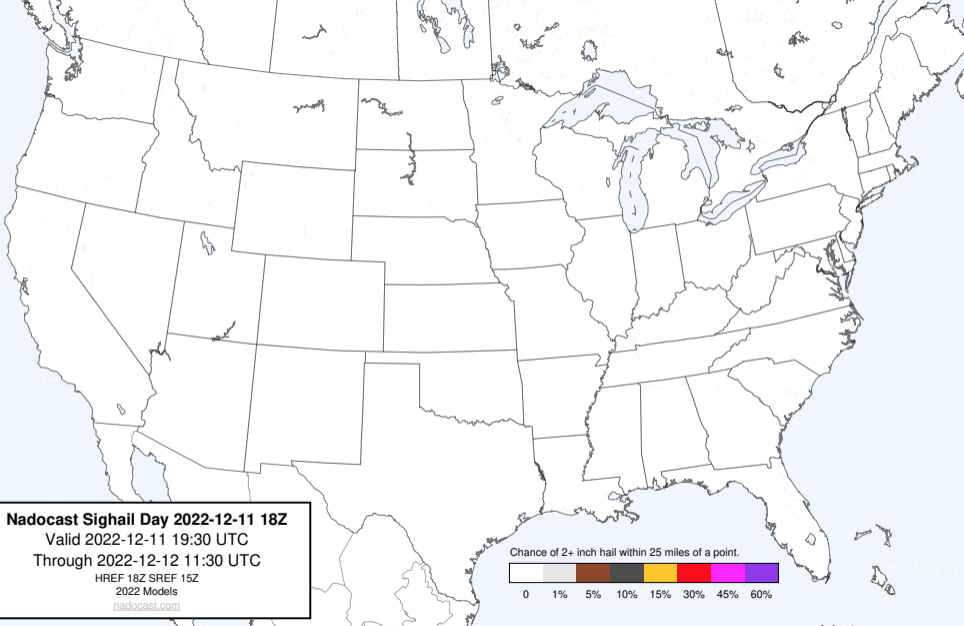 Nadocast Sighail Day 2022-12-11 18Z
Valid 2022-12-11 19:30 UTC
Through 2022-12-12 11:30 UTC
HREF 18Z SREF 15Z
2022 Models
nadocast.com
Chance of 2+ inch hail within 25 miles of a point.
0 1% 5% 10% 15% 30% 45% 60%